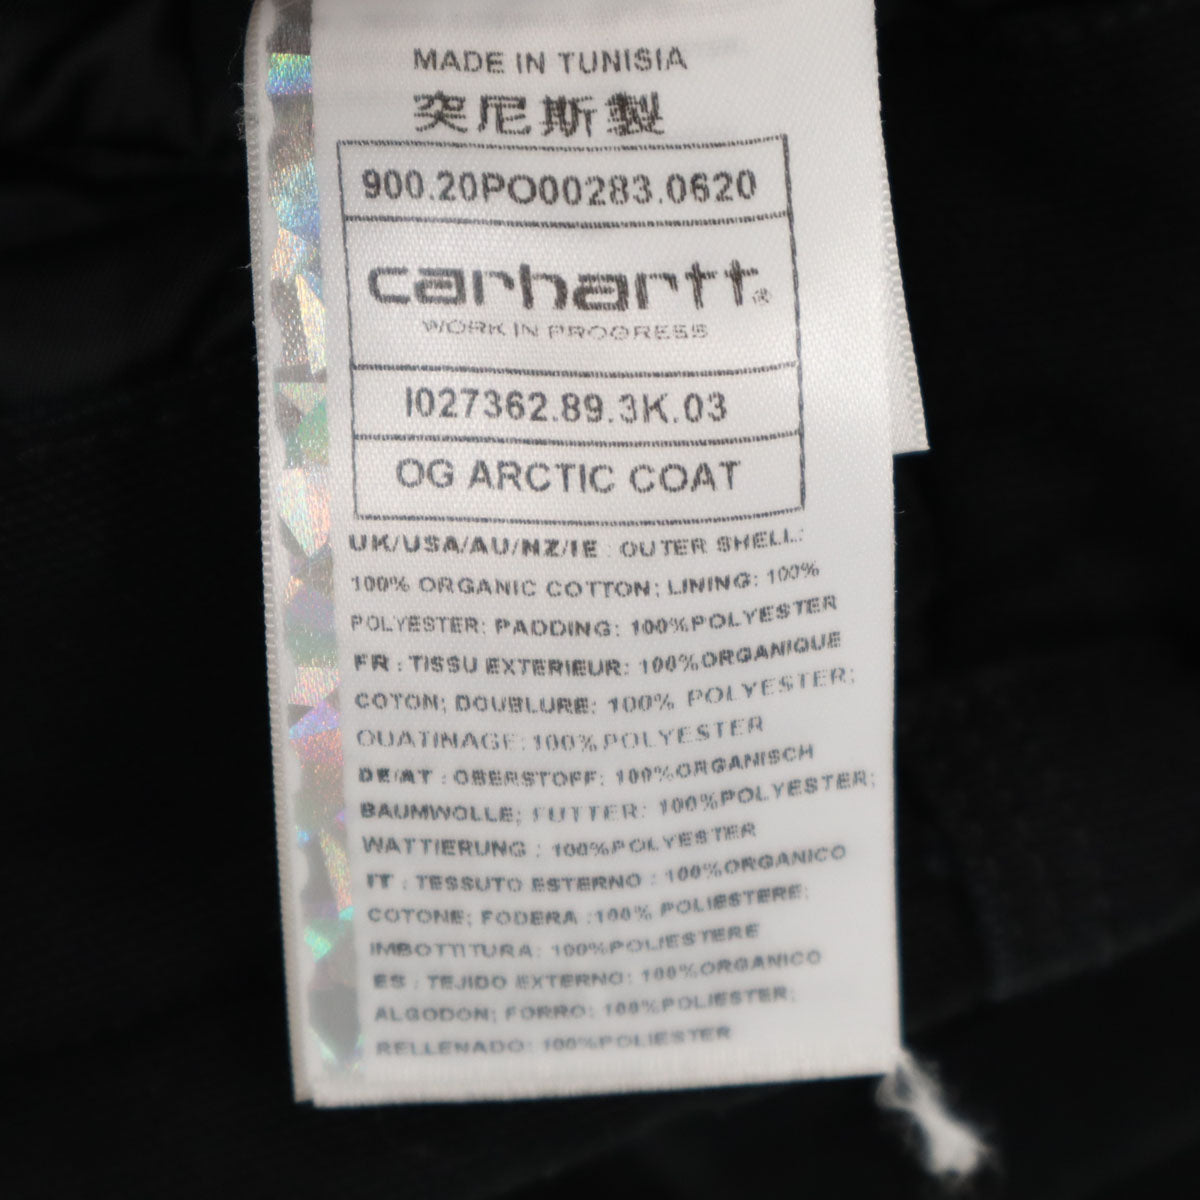 MADE IN TUNISIA
突尼斯製
900.20PO00283.0620
carhartt®
WORK IN PROGRESS
I027362.89.3K.03
OG ARCTIC COAT
UK/USA/AU/NZ/IE : OUTER SHELL:
100% ORGANIC COTTON; LINING: 100%
POLYESTER; PADDING: 100%POLYESTER
FR : TISSU EXTERIEUR: 100%ORGANIQUE
COTON; DOUBLURE: 100% POLYESTER;
OUATINAGE: 100%POLYESTER
DE/AT : OBERSTOFF: 100%ORGANISCH
BAUMWOLLE; FUTTER: 100%POLYESTER;
WATTIERUNG : 100%POLYESTER
IT : TESSUTO ESTERNO : 100%ORGANICO
COTONE; FODERA :100% POLIESTERE;
IMBOTTITURA: 100%POLIESTERE
ES : TEJIDO EXTERNO: 100%ORGANICO
ALGODON; FORRO: 100%POLIESTER;
RELLENADO: 100%POLIESTER